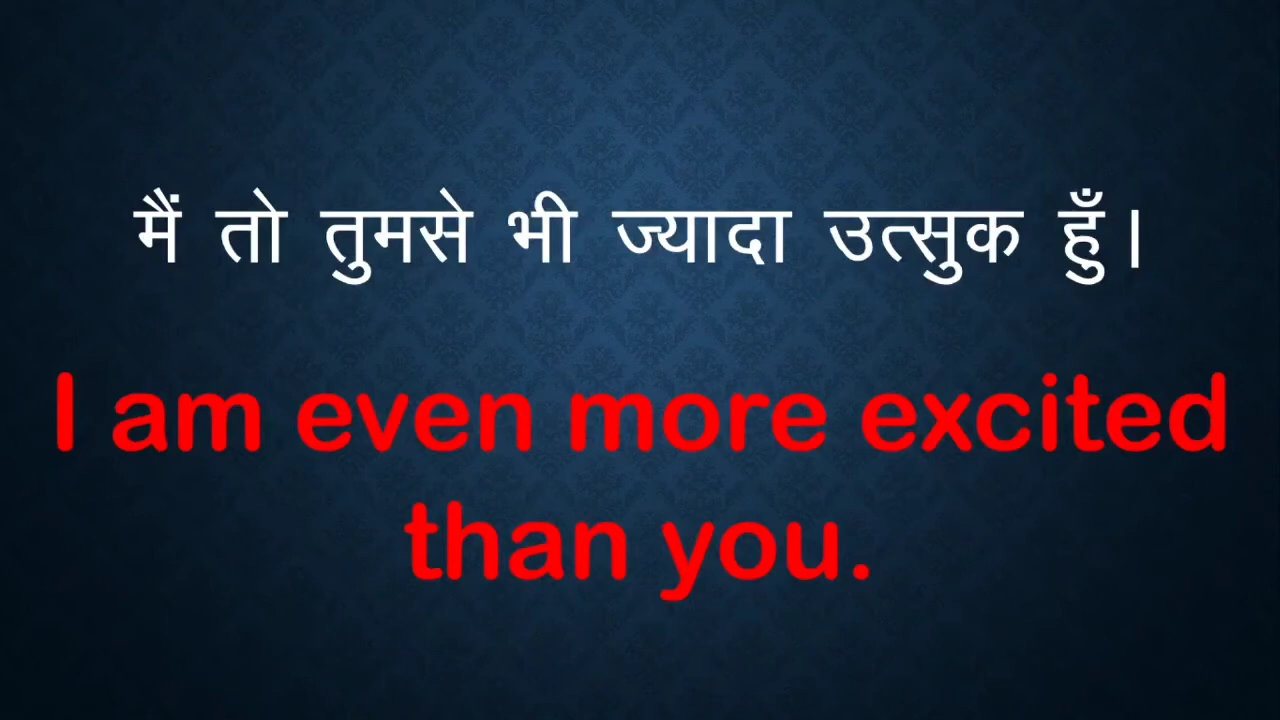 मैं तो तुमसे भी ज्यादा उत्सुक हुँ।
I am even more excited
than you.